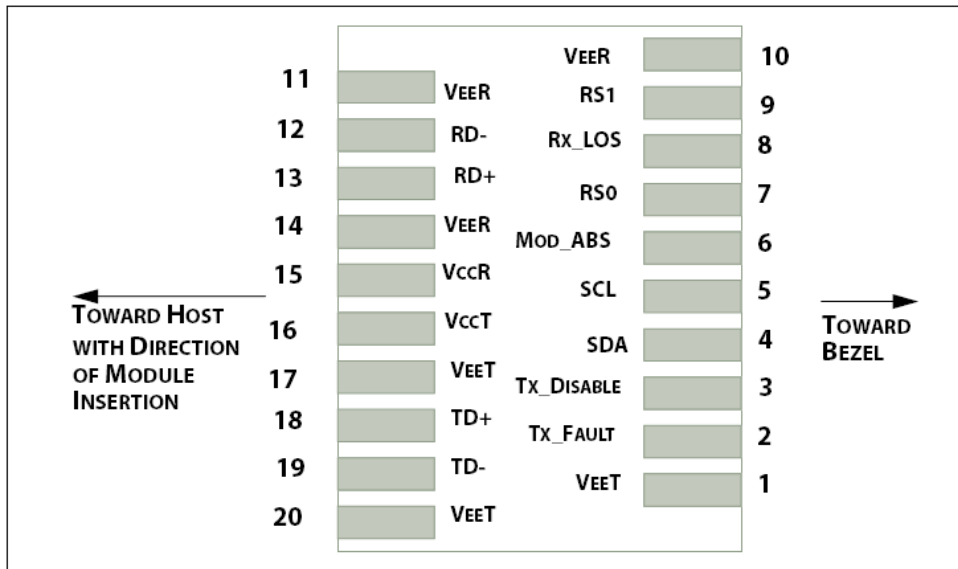 11 VEER
12 RD-
13 RD+
14 VEER
15 VCCR
16 VCCT
17 VEET
18 TD+
19 TD-
20 VEET
VEER 10
RS1 9
RX_LOS 8
RS0 7
MOD_ABS 6
SCL 5
SDA 4
TX_DISABLE 3
TX_FAULT 2
VEET 1
TOWARD HOST
WITH DIRECTION
OF MODULE
INSERTION
TOWARD
BEZEL